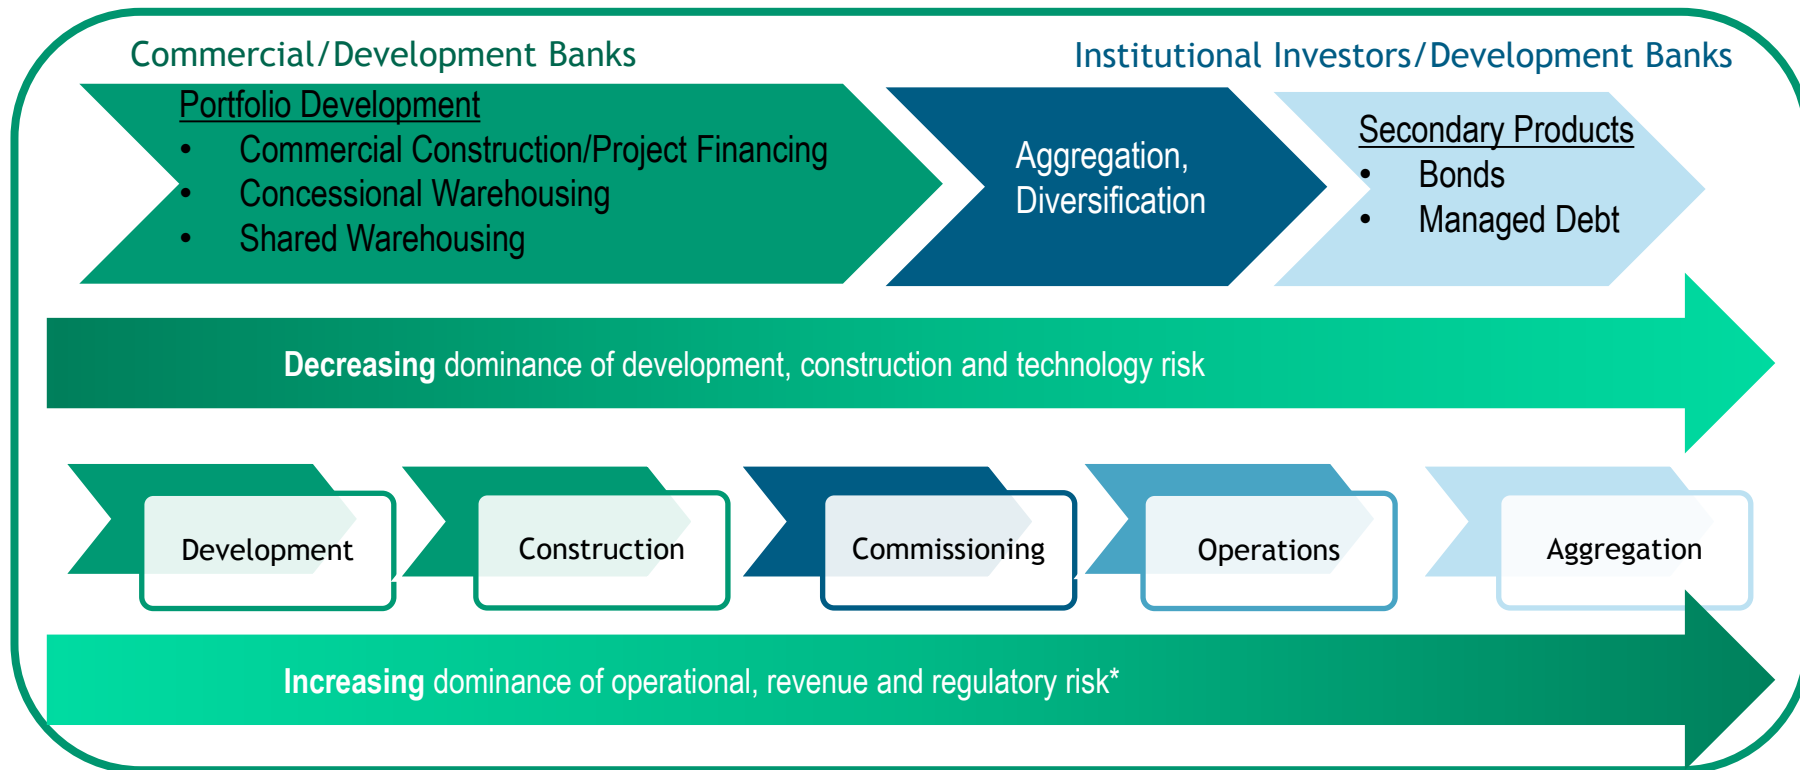 Commercial/Development Banks
Institutional Investors/Development Banks
Portfolio Development
• Commercial Construction/Project Financing
• Concessional Warehousing
• Shared Warehousing
Aggregation,
Diversification
Secondary Products
• Bonds
• Managed Debt
Decreasing dominance of development, construction and technology risk
Development
Construction
Commissioning
Operations
Aggregation
Increasing dominance of operational, revenue and regulatory risk*